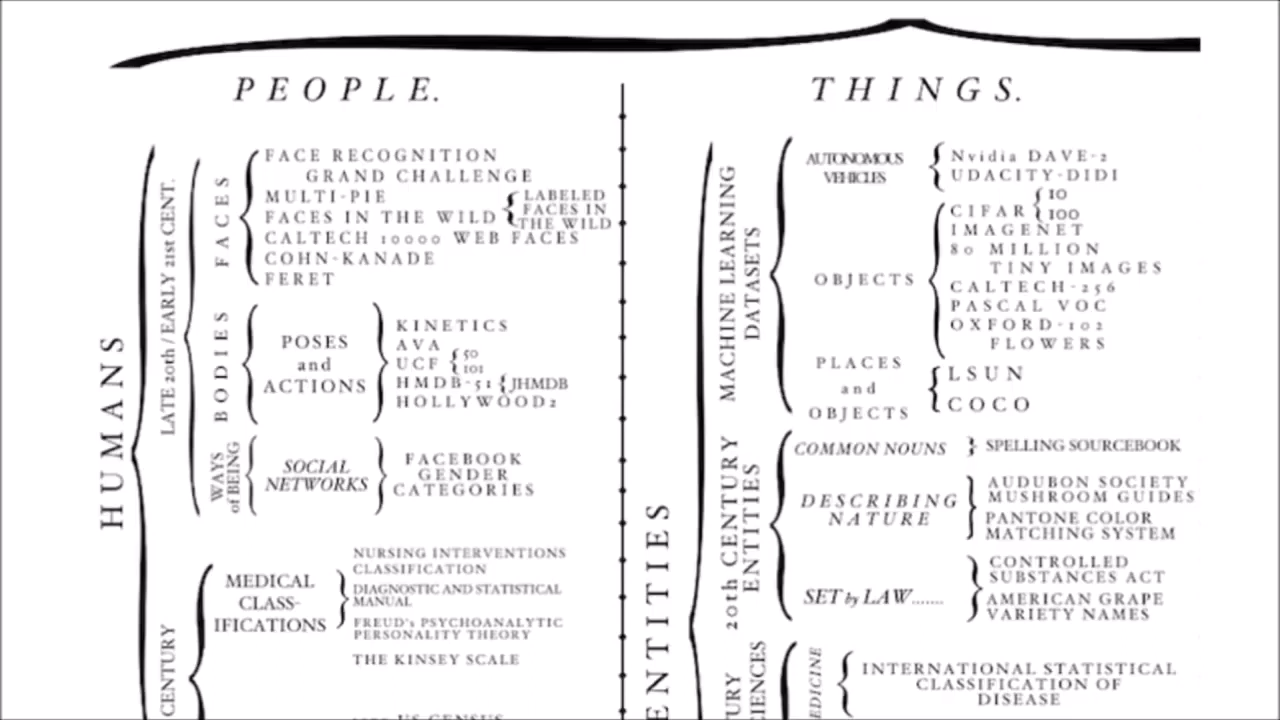 PEOPLE.
HUMANS
LATE 20th / EARLY 21st CENT.
FACES
FACE RECOGNITION
GRAND CHALLENGE
MULTI-PIE
FACES IN THE WILD
LABELED
FACES IN
THE WILD
CALTECH 10000 WEB FACES
COHN-KANADE
FERET
BODIES
POSES
and
ACTIONS
KINETICS
AVA
UCF
50
101
HMDB-51
JHMDB
HOLLYWOOD2
WAYS
of BEING
SOCIAL
NETWORKS
FACEBOOK
GENDER
CATEGORIES
CENTURY
MEDICAL
CLASS-
IFICATIONS
NURSING INTERVENTIONS
CLASSIFICATION
DIAGNOSTIC AND STATISTICAL
MANUAL
FREUD's PSYCHOANALYTIC
PERSONALITY THEORY
THE KINSEY SCALE
US CENSUS
THINGS.
ENTITIES
MACHINE LEARNING
DATASETS
AUTONOMOUS
VEHICLES
Nvidia DAVE-2
UDACITY-DIDI
OBJECTS
CIFAR
10
100
IMAGENET
80 MILLION
TINY IMAGES
CALTECH-256
PASCAL VOC
OXFORD-102
FLOWERS
PLACES
and
OBJECTS
LSUN
COCO
20th CENTURY
ENTITIES
COMMON NOUNS
SPELLING SOURCEBOOK
DESCRIBING
NATURE
AUDUBON SOCIETY
MUSHROOM GUIDES
PANTONE COLOR
MATCHING SYSTEM
SET by LAW.......
CONTROLLED
SUBSTANCES ACT
AMERICAN GRAPE
VARIETY NAMES
INTERNATIONAL STATISTICAL
CLASSIFICATION OF
DISEASE